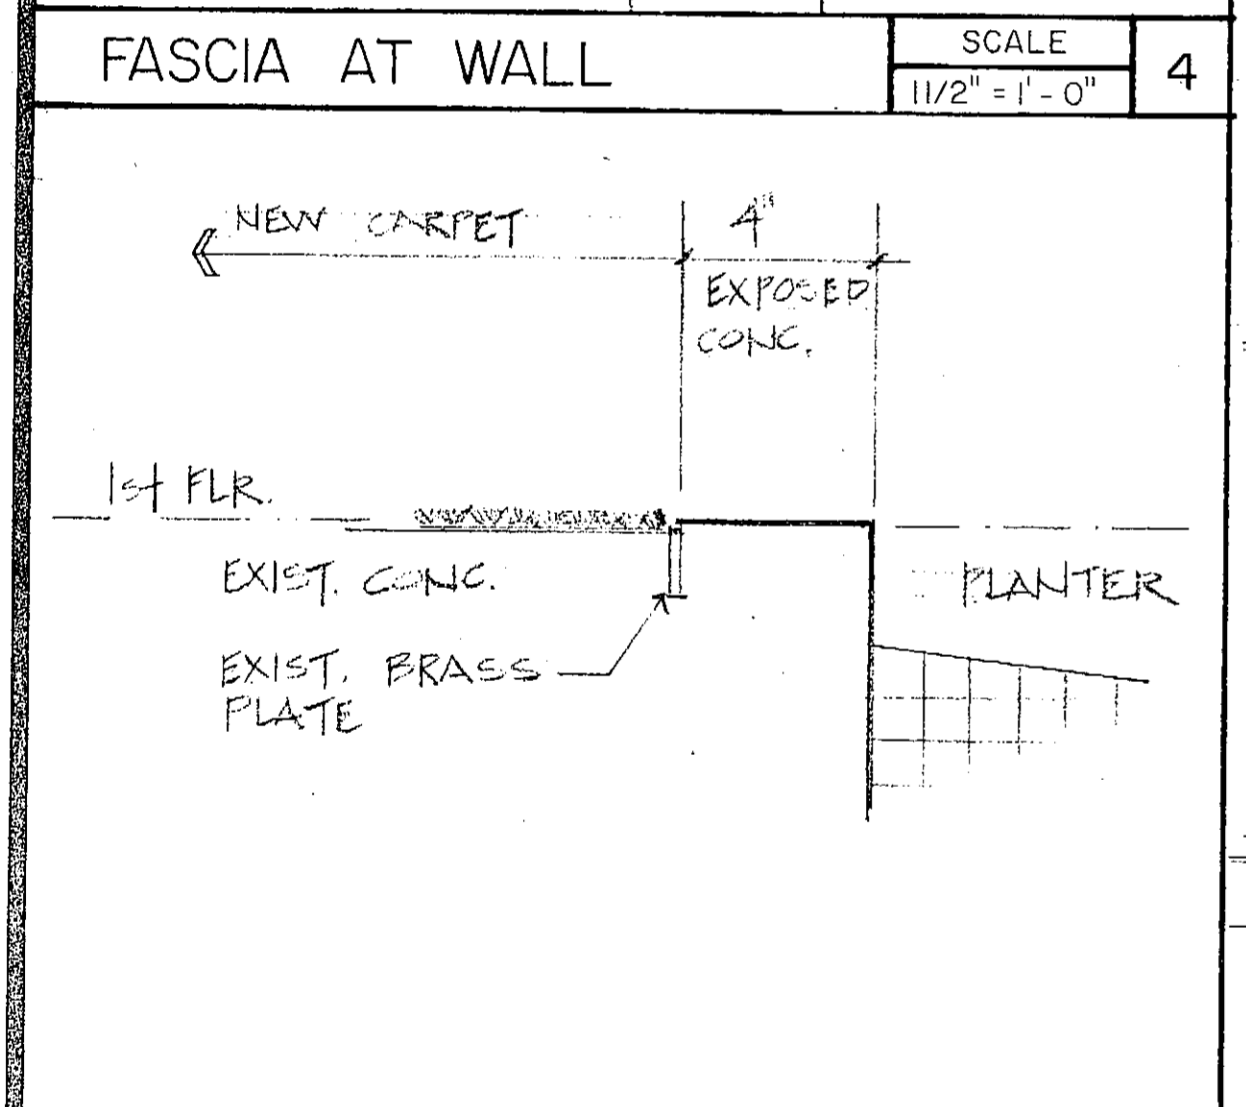 FASCIA AT WALL
SCALE
11/2" = 1' - 0"
4
NEW CARPET
4"
EXPOSED
CONC.
1st FLR.
EXIST. CONC.
PLANTER
EXIST. BRASS
PLATE